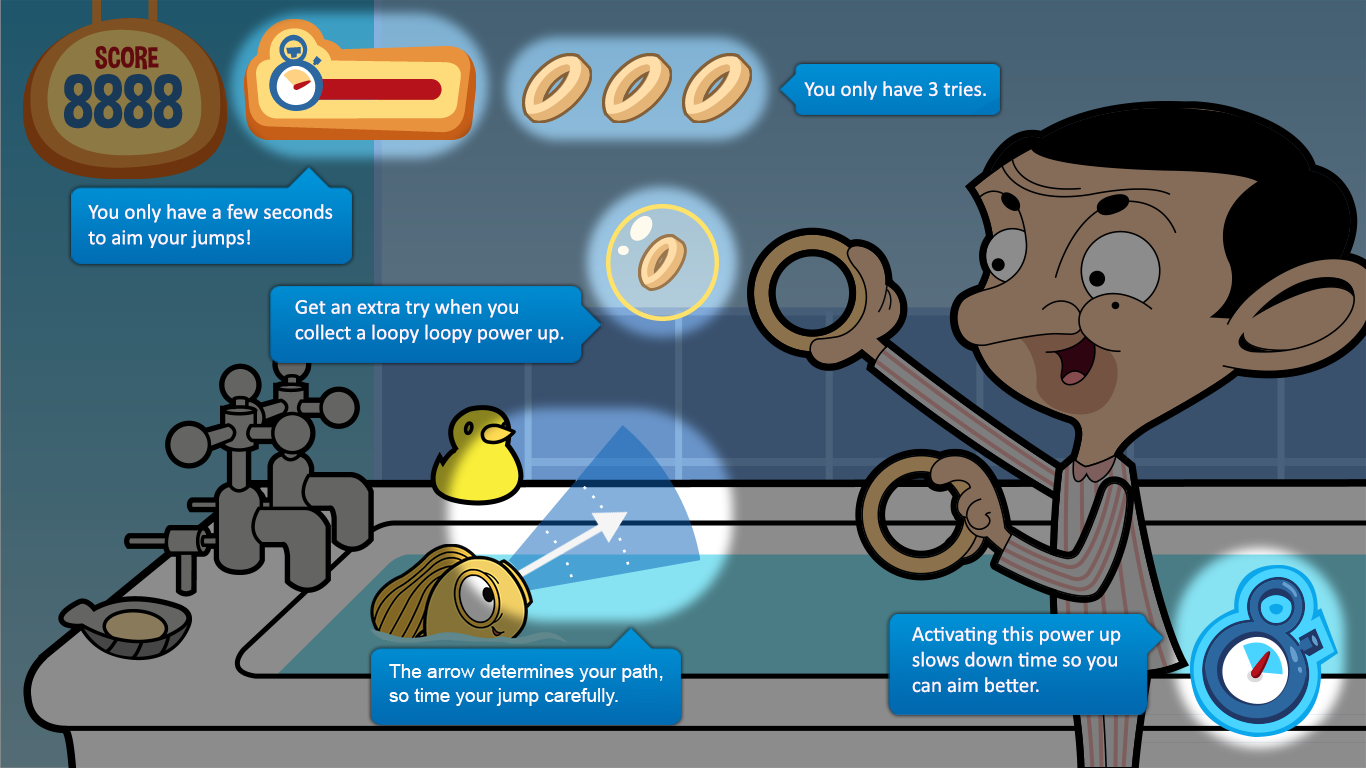 SCORE
8888
You only have 3 tries.
You only have a few seconds
to aim your jumps!
Get an extra try when you
collect a loopy loopy power up.
The arrow determines your path,
so time your jump carefully.
Activating this power up
slows down time so you
can aim better.